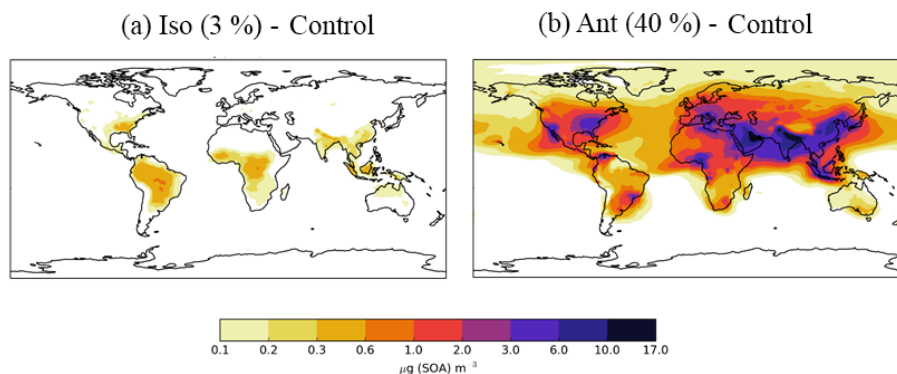 (a) Iso (3 %) - Control
(b) Ant (40 %) - Control
0.1 0.2 0.3 0.6 1.0 2.0 3.0 6.0 10.0 17.0
μg (SOA) m⁻³